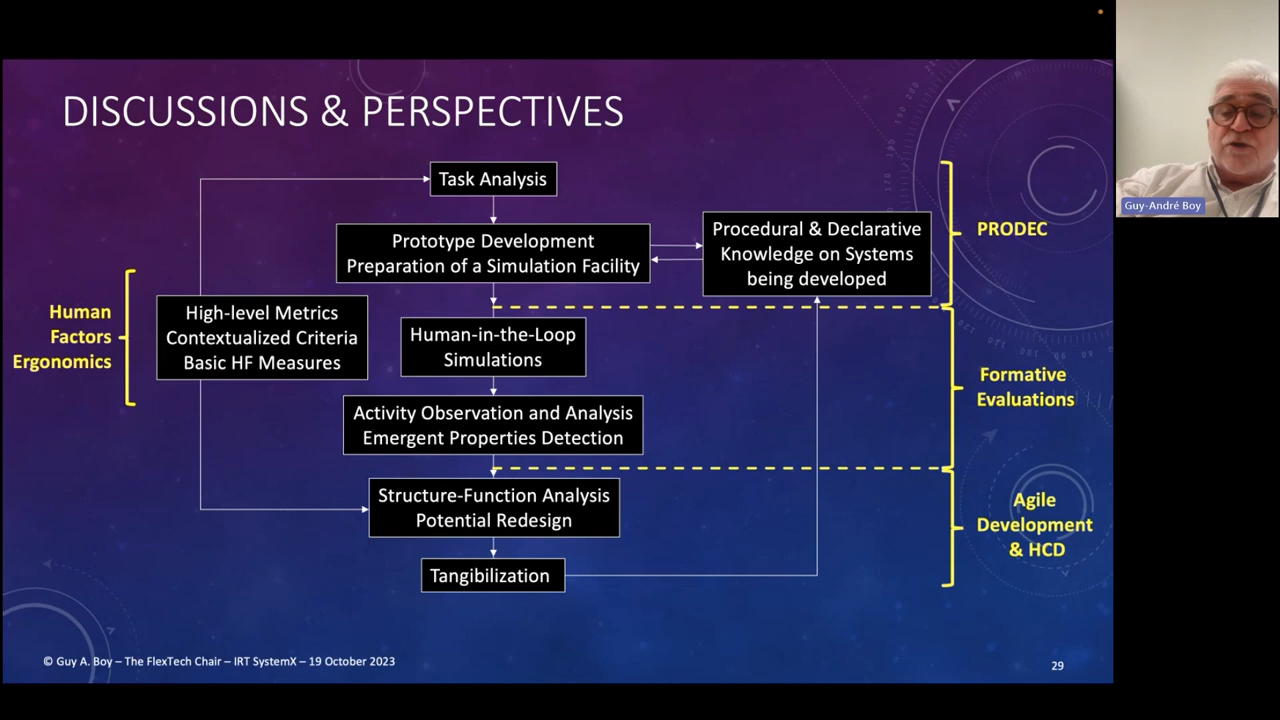 DISCUSSIONS & PERSPECTIVES
Task Analysis
Prototype Development
Preparation of a Simulation Facility
Procedural & Declarative
Knowledge on Systems
being developed
PRODEC
Human
Factors
Ergonomics
High-level Metrics
Contextualized Criteria
Basic HF Measures
Human-in-the-Loop
Simulations
Activity Observation and Analysis
Emergent Properties Detection
Formative
Evaluations
Structure-Function Analysis
Potential Redesign
Tangibilization
Agile
Development
& HCD
© Guy A. Boy – The FlexTech Chair – IRT SystemX – 19 October 2023
29
Guy-André Boy